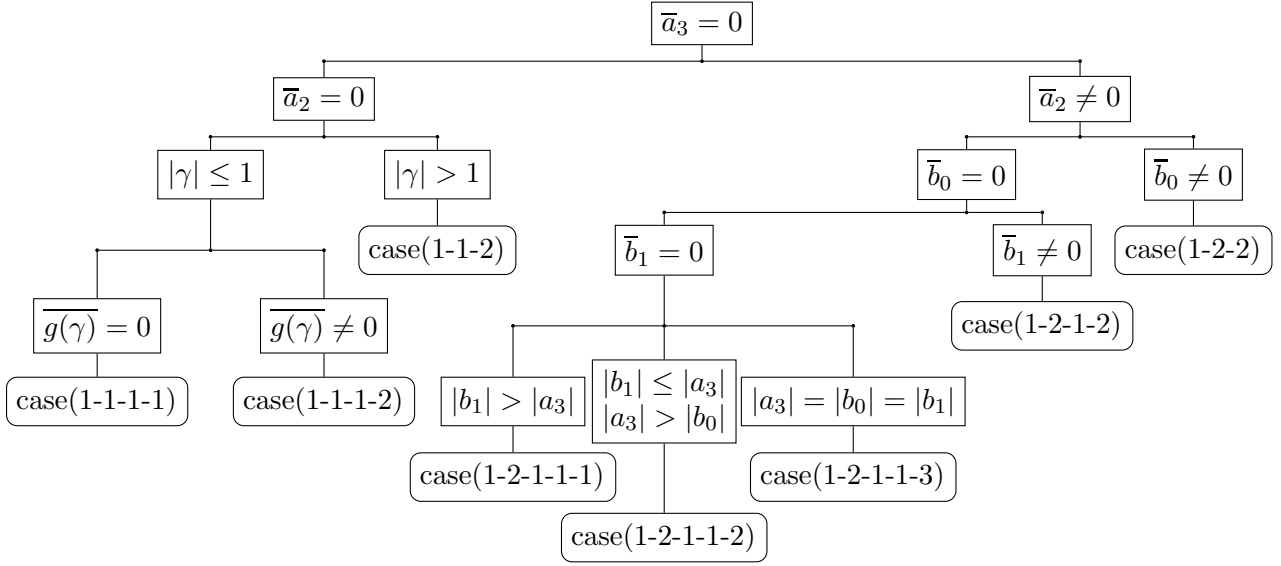 a̅₃ = 0
a̅₂ = 0
a̅₂ ≠ 0
|γ| ≤ 1
|γ| > 1
b̅₀ = 0
b̅₀ ≠ 0
case(1-1-2)
b̅₁ = 0
b̅₁ ≠ 0
case(1-2-2)
\overline{g(γ)} = 0
\overline{g(γ)} ≠ 0
case(1-2-1-2)
case(1-1-1-1)
case(1-1-1-2)
|b₁| > |a₃|
|b₁| ≤ |a₃|
|a₃| > |b₀|
|a₃| = |b₀| = |b₁|
case(1-2-1-1-1)
case(1-2-1-1-3)
case(1-2-1-1-2)